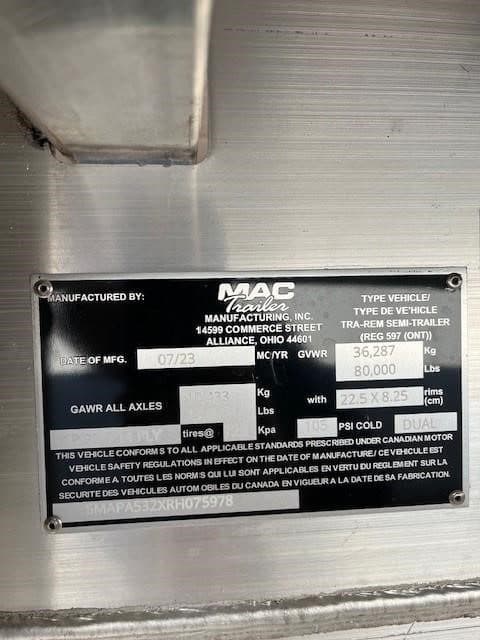 MANUFACTURED BY:
MAC
Trailer
MANUFACTURING, INC.
14599 COMMERCE STREET
ALLIANCE, OHIO 44601
TYPE VEHICLE/
TYPE DE VE'HICLE
TRA-REM SEMI-TRAILER
(REG 597 (ONT))
DATE OF MFG. 07/23 MO/YR GVWR 36,287 Kg
80,000 Lbs
GAWR ALL AXLES Kg
Lbs
with 22.5 X 8.25 rims
(cm)
tires@ Kpa 105 PSI COLD DUAL
THIS VEHICLE CONFORMS TO ALL APPLICABLE STANDARDS PRESCRIBED UNDER CANADIAN MOTOR
VEHICLE SAFETY REGULATIONS IN EFFECT ON THE DATE OF MANUFACTURE/ CE VEHICULE EST
CONFORME A TOUTES LES NORMS QUI LUI SONT APPLICABLES EN VERTU DU REGLEMENT SUR LA
SECURITE DES VEHICULES AUTOMOBILES DU CANADA EN VIGUEUR A LA DATE DE SA FABRICATION.
5MAPA532XRH075978